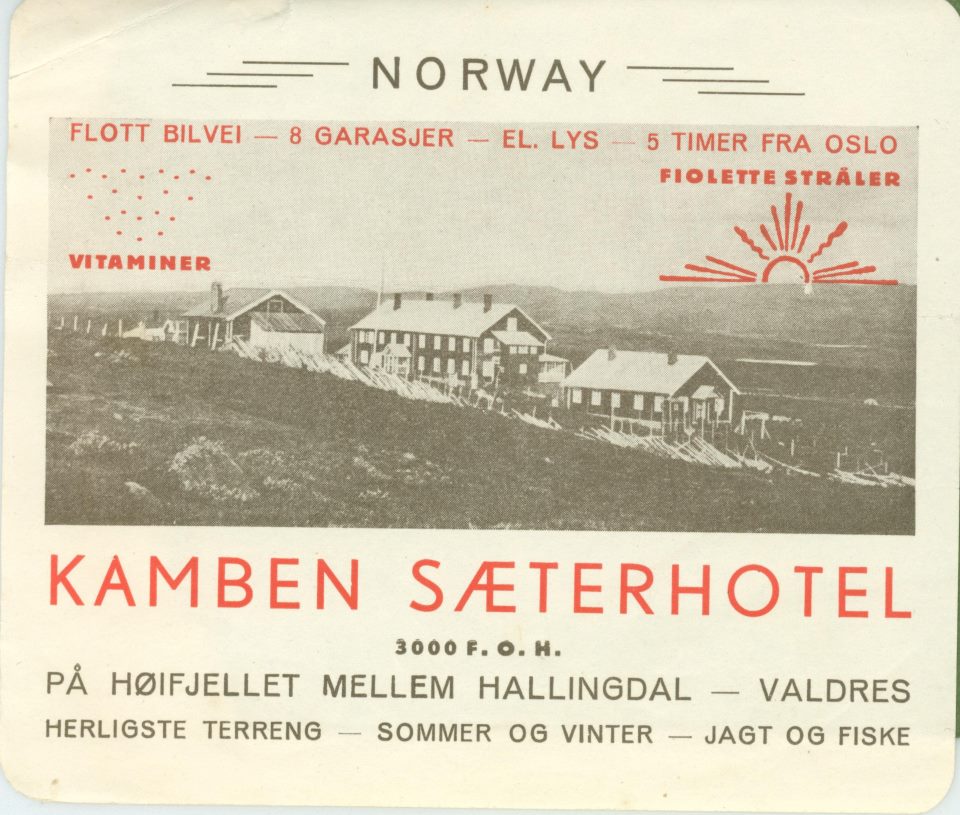 NORWAY
FLOTT BILVEI — 8 GARASJER — EL. LYS — 5 TIMER FRA OSLO
FIOLETTE STRÅLER
VITAMINER
KAMBEN SÆTERHOTEL
3000 F. O. H.
PÅ HØIFJELLET MELLEM HALLINGDAL — VALDRES
HERLIGSTE TERRENG — SOMMER OG VINTER — JAGT OG FISKE